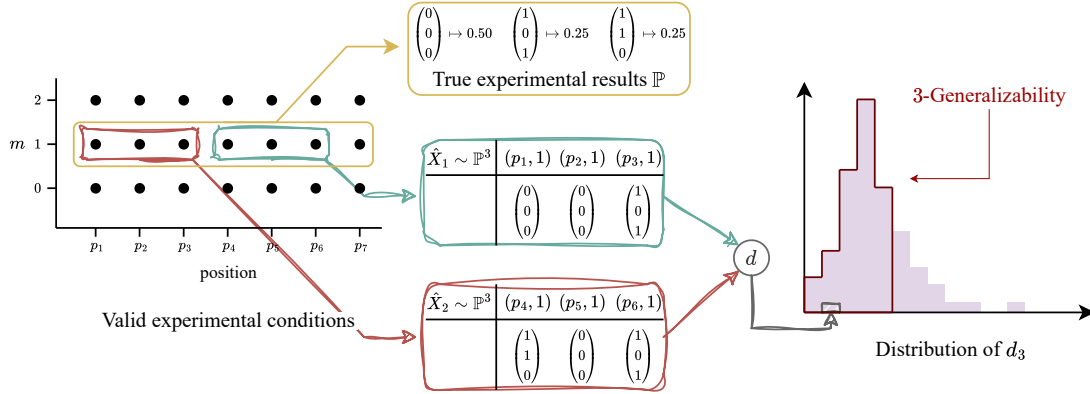 (0 0 0) ↦ 0.50 (1 0 1) ↦ 0.25 (1 1 0) ↦ 0.25
True experimental results ℙ
3-Generalizability
2
m 1
0
p₁ p₂ p₃ p₄ p₅ p₆ p₇
position
Valid experimental conditions
X̂₁ ∼ ℙ³ (p₁, 1) (p₂, 1) (p₃, 1)
(0 0 0) (0 0 0) (1 0 1)
X̂₂ ∼ ℙ³ (p₄, 1) (p₅, 1) (p₆, 1)
(1 1 0) (0 0 0) (1 0 1)
d
Distribution of d₃